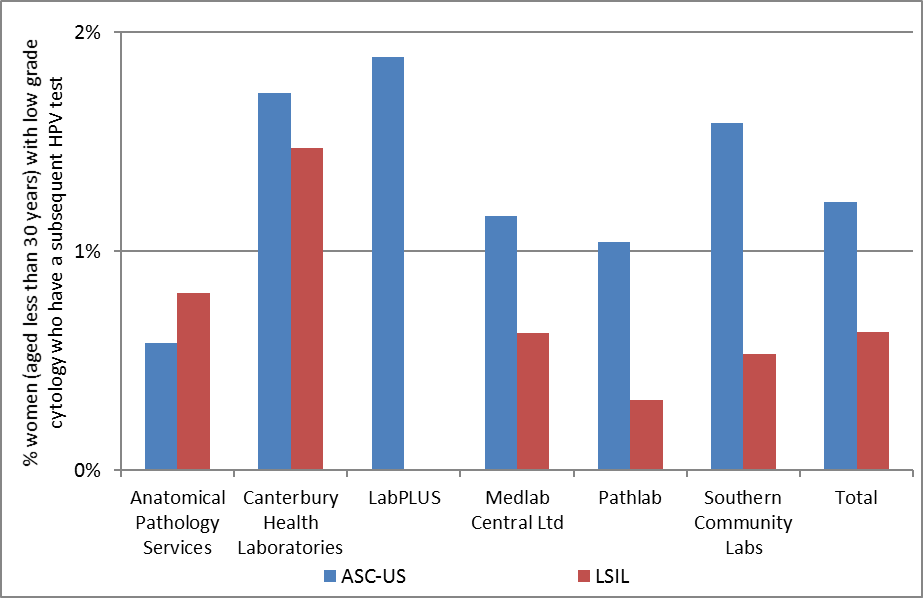 % women (aged less than 30 years) with low grade
cytology who have a subsequent HPV test
2%
1%
0%
Anatomical
Pathology
Services
Canterbury
Health
Laboratories
LabPLUS
Medlab
Central Ltd
Pathlab
Southern
Community
Labs
Total
ASC-US
LSIL